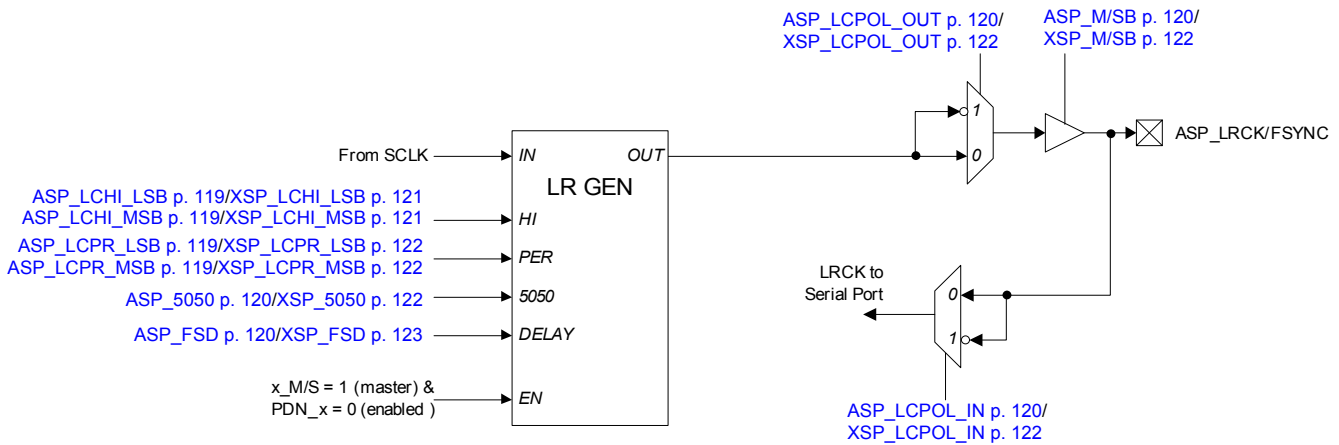 ASP_LCPOL_OUT p. 120/
XSP_LCPOL_OUT p. 122
ASP_M/SB p. 120/
XSP_M/SB p. 122
1
0
ASP_LRCK/FSYNC
From SCLK
IN
OUT
LR GEN
ASP_LCHI_LSB p. 119/XSP_LCHI_LSB p. 121
ASP_LCHI_MSB p. 119/XSP_LCHI_MSB p. 121
HI
ASP_LCPR_LSB p. 119/XSP_LCPR_LSB p. 122
ASP_LCPR_MSB p. 119/XSP_LCPR_MSB p. 122
PER
ASP_5050 p. 120/XSP_5050 p. 122
5050
ASP_FSD p. 120/XSP_FSD p. 123
DELAY
x_M/S = 1 (master) &
PDN_x = 0 (enabled )
EN
LRCK to
Serial Port
0
1
ASP_LCPOL_IN p. 120/
XSP_LCPOL_IN p. 122